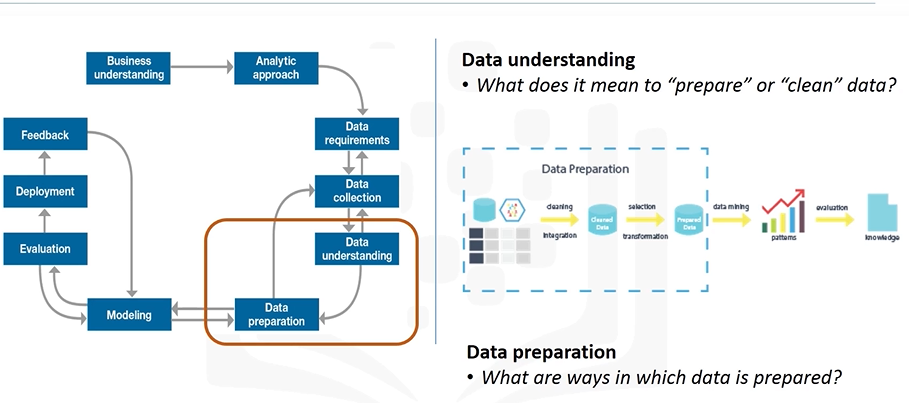 Business
understanding
Analytic
approach
Feedback
Data
requirements
Deployment
Data
collection
Evaluation
Data
understanding
Modeling
Data
preparation
Data understanding
• What does it mean to “prepare” or “clean” data?
Data Preparation
cleaning
integration
Cleaned
Data
selection
transformation
Prepared
Data
data mining
patterns
evaluation
knowledge
Data preparation
• What are ways in which data is prepared?